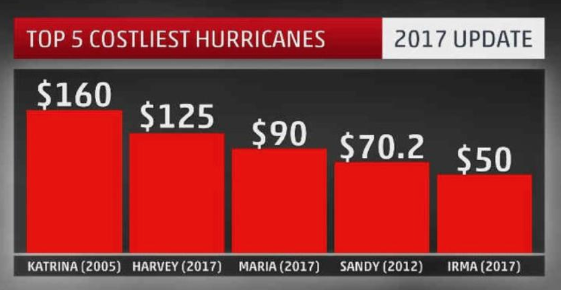 TOP 5 COSTLIEST HURRICANES
2017 UPDATE
$160
$125
$90
$70.2
$50
KATRINA (2005)
HARVEY (2017)
MARIA (2017)
SANDY (2012)
IRMA (2017)